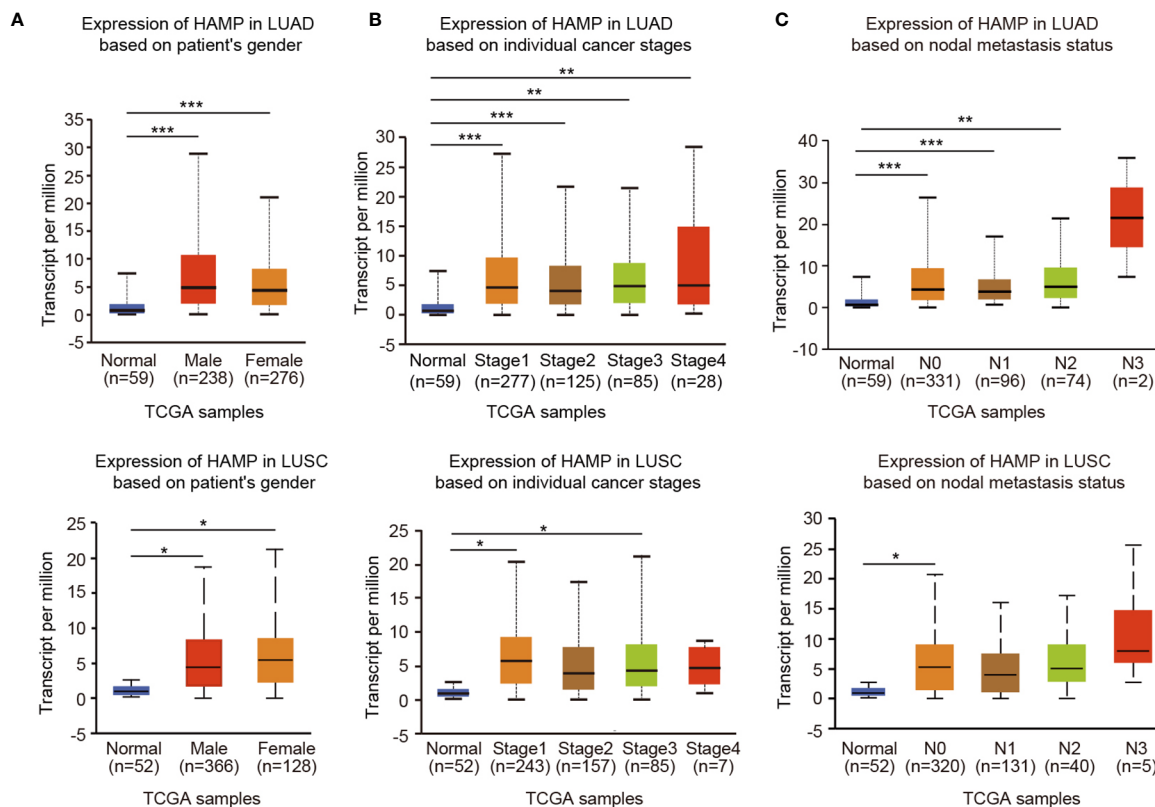 A
Expression of HAMP in LUAD
based on patient's gender
***
***
Transcript per million
35
30
25
20
15
10
5
0
-5
Normal Male Female
(n=59) (n=238) (n=276)
TCGA samples
B
Expression of HAMP in LUAD
based on individual cancer stages
**
**
***
***
Transcript per million
30
25
20
15
10
5
0
-5
Normal Stage1 Stage2 Stage3 Stage4
(n=59) (n=277) (n=125) (n=85) (n=28)
TCGA samples
C
Expression of HAMP in LUAD
based on nodal metastasis status
**
***
***
Transcript per million
40
30
20
10
0
-10
Normal N0 N1 N2 N3
(n=59) (n=331) (n=96) (n=74) (n=2)
TCGA samples
Expression of HAMP in LUSC
based on patient's gender
*
*
Transcript per million
25
20
15
10
5
0
-5
Normal Male Female
(n=52) (n=366) (n=128)
TCGA samples
Expression of HAMP in LUSC
based on individual cancer stages
*
*
Transcript per million
25
20
15
10
5
0
-5
Normal Stage1 Stage2 Stage3 Stage4
(n=52) (n=243) (n=157) (n=85) (n=7)
TCGA samples
Expression of HAMP in LUSC
based on nodal metastasis status
*
Transcript per million
30
25
20
15
10
5
0
-5
Normal N0 N1 N2 N3
(n=52) (n=320) (n=131) (n=40) (n=5)
TCGA samples